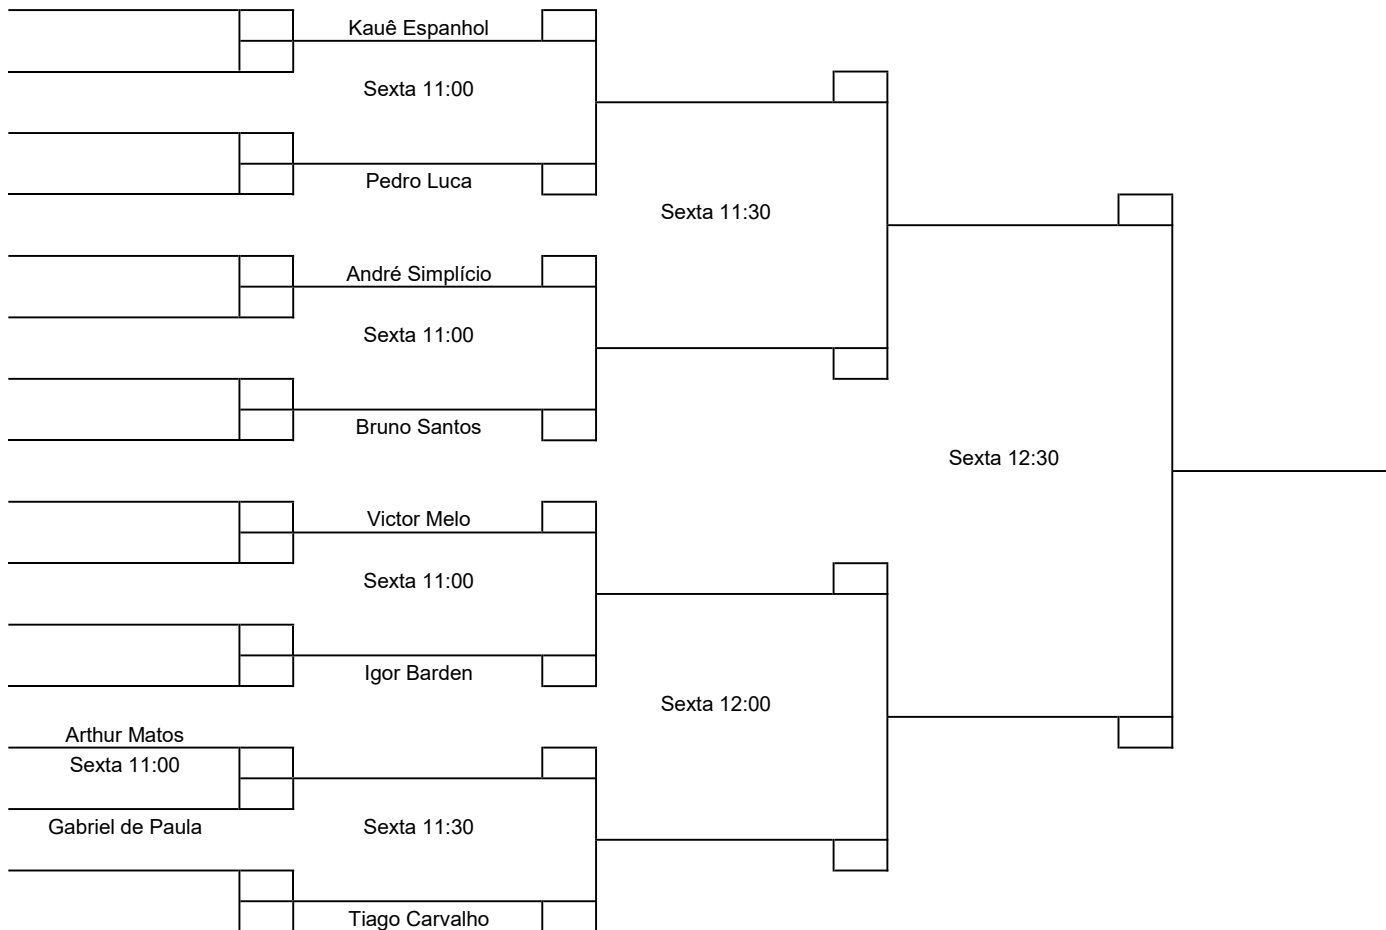 Kauê Espanhol
Sexta 11:00
Pedro Luca
Sexta 11:30
André Simplício
Sexta 11:00
Bruno Santos
Sexta 12:30
Victor Melo
Sexta 11:00
Igor Barden
Sexta 12:00
Arthur Matos
Sexta 11:00
Gabriel de Paula
Sexta 11:30
Tiago Carvalho